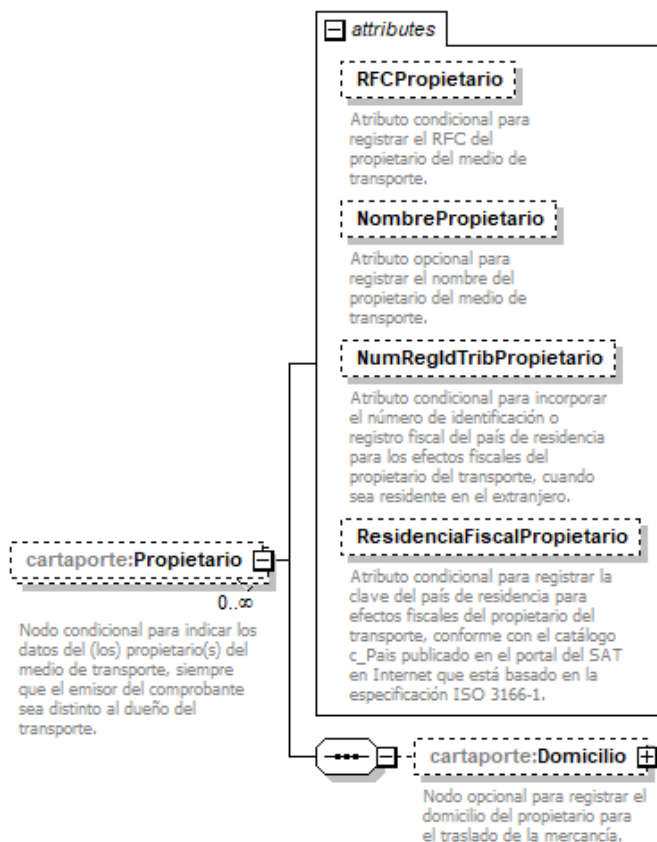 attributes
RFCPropietario
Atributo condicional para
registrar el RFC del
propietario del medio de
transporte.
NombrePropietario
Atributo opcional para
registrar el nombre del
propietario del medio de
transporte.
NumRegIdTribPropietario
Atributo condicional para incorporar
el número de identificación o
registro fiscal del país de residencia
para los efectos fiscales del
propietario del transporte, cuando
sea residente en el extranjero.
ResidenciaFiscalPropietario
Atributo condicional para registrar la
clave del país de residencia para
efectos fiscales del propietario del
transporte, conforme con el catálogo
c_Pais publicado en el portal del SAT
en Internet que está basado en la
especificación ISO 3166-1.
cartaporte:Propietario
0..∞
Nodo condicional para indicar los
datos del (los) propietario(s) del
medio de transporte, siempre
que el emisor del comprobante
sea distinto al dueño del
transporte.
cartaporte:Domicilio
Nodo opcional para registrar el
domicilio del propietario para
el traslado de la mercancía.